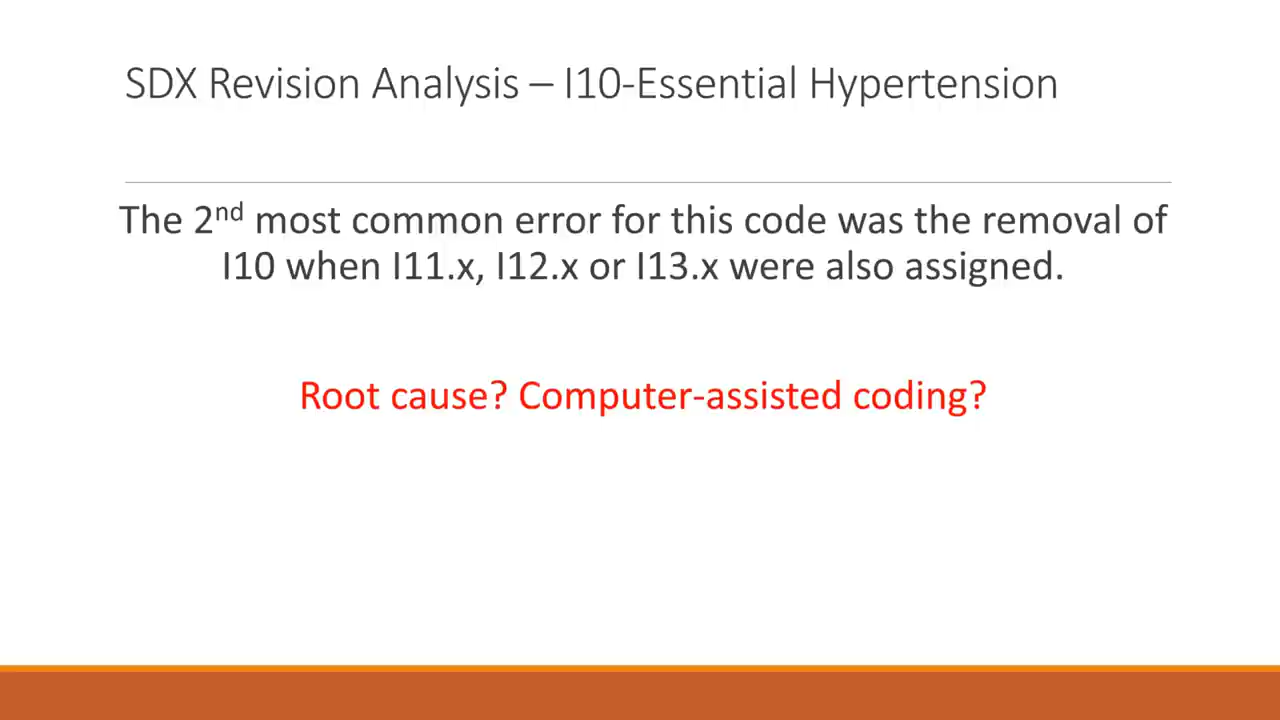 SDX Revision Analysis – I10-Essential Hypertension
The 2nd most common error for this code was the removal of
I10 when I11.x, I12.x or I13.x were also assigned.
Root cause? Computer-assisted coding?